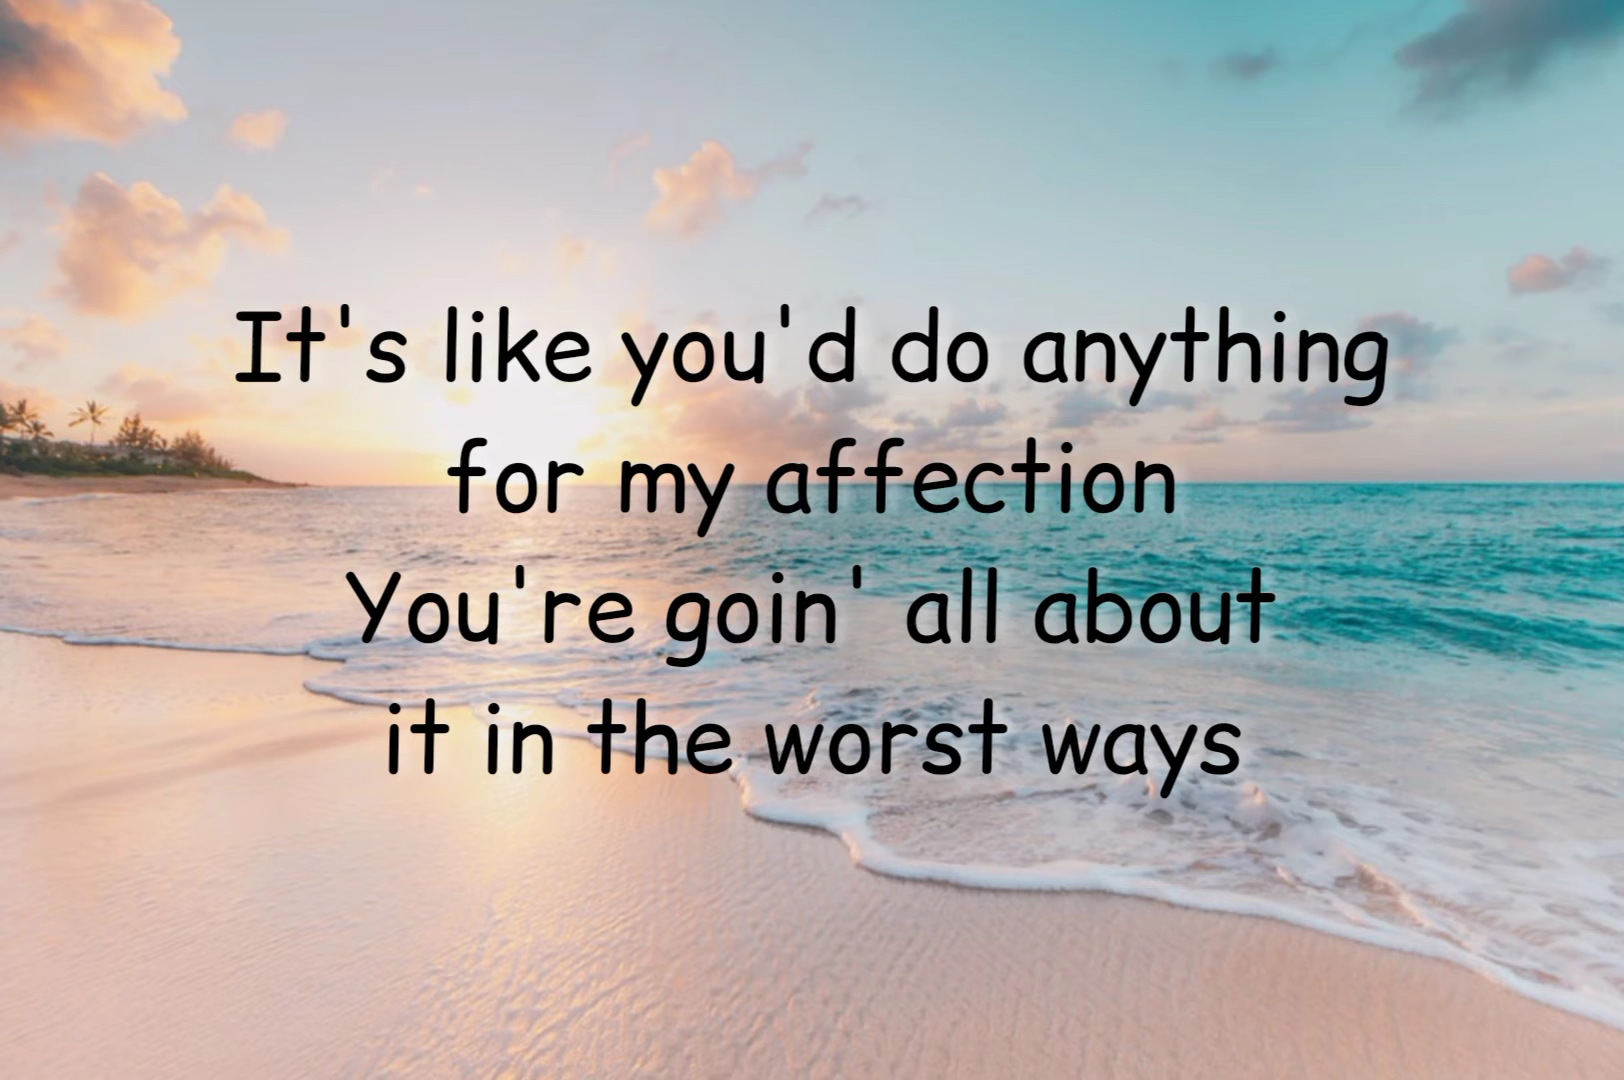 It's like you'd do anything
for my affection
You're goin' all about
it in the worst ways